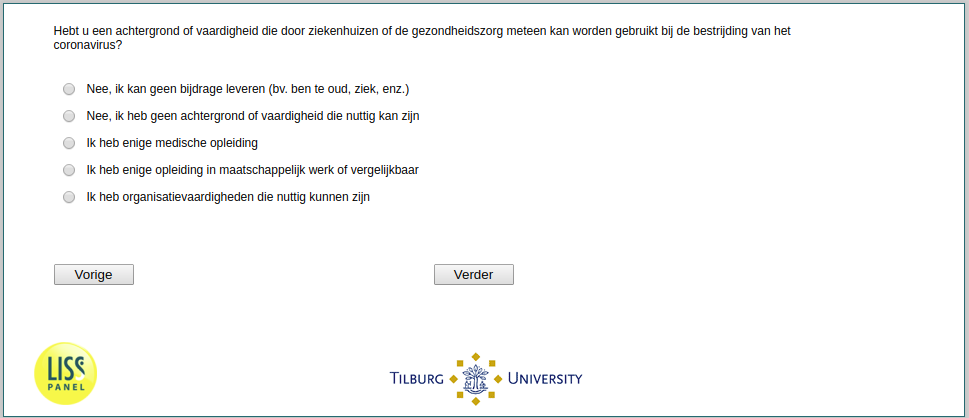 Hebt u een achtergrond of vaardigheid die door ziekenhuizen of de gezondheidszorg meteen kan worden gebruikt bij de bestrijding van het
coronavirus?
Nee, ik kan geen bijdrage leveren (bv. ben te oud, ziek, enz.)
Nee, ik heb geen achtergrond of vaardigheid die nuttig kan zijn
Ik heb enige medische opleiding
Ik heb enige opleiding in maatschappelijk werk of vergelijkbaar
Ik heb organisatievaardigheden die nuttig kunnen zijn
Vorige
Verder
LISS
PANEL
TILBURG UNIVERSITY